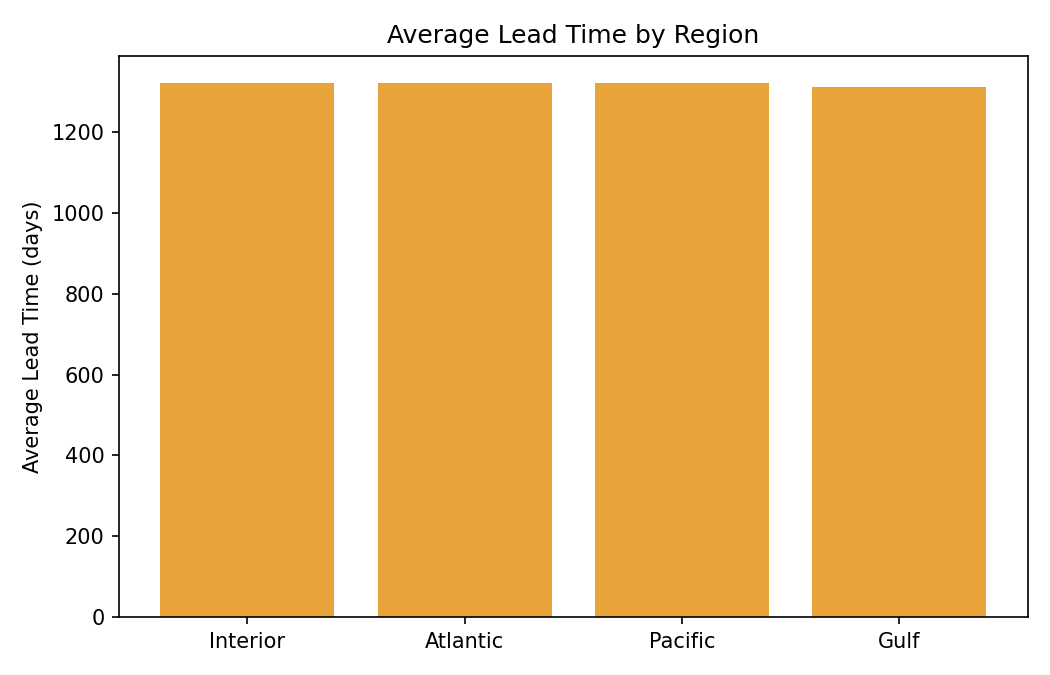 Average Lead Time by Region
Average Lead Time (days)
1200
1000
800
600
400
200
0
Interior Atlantic Pacific Gulf